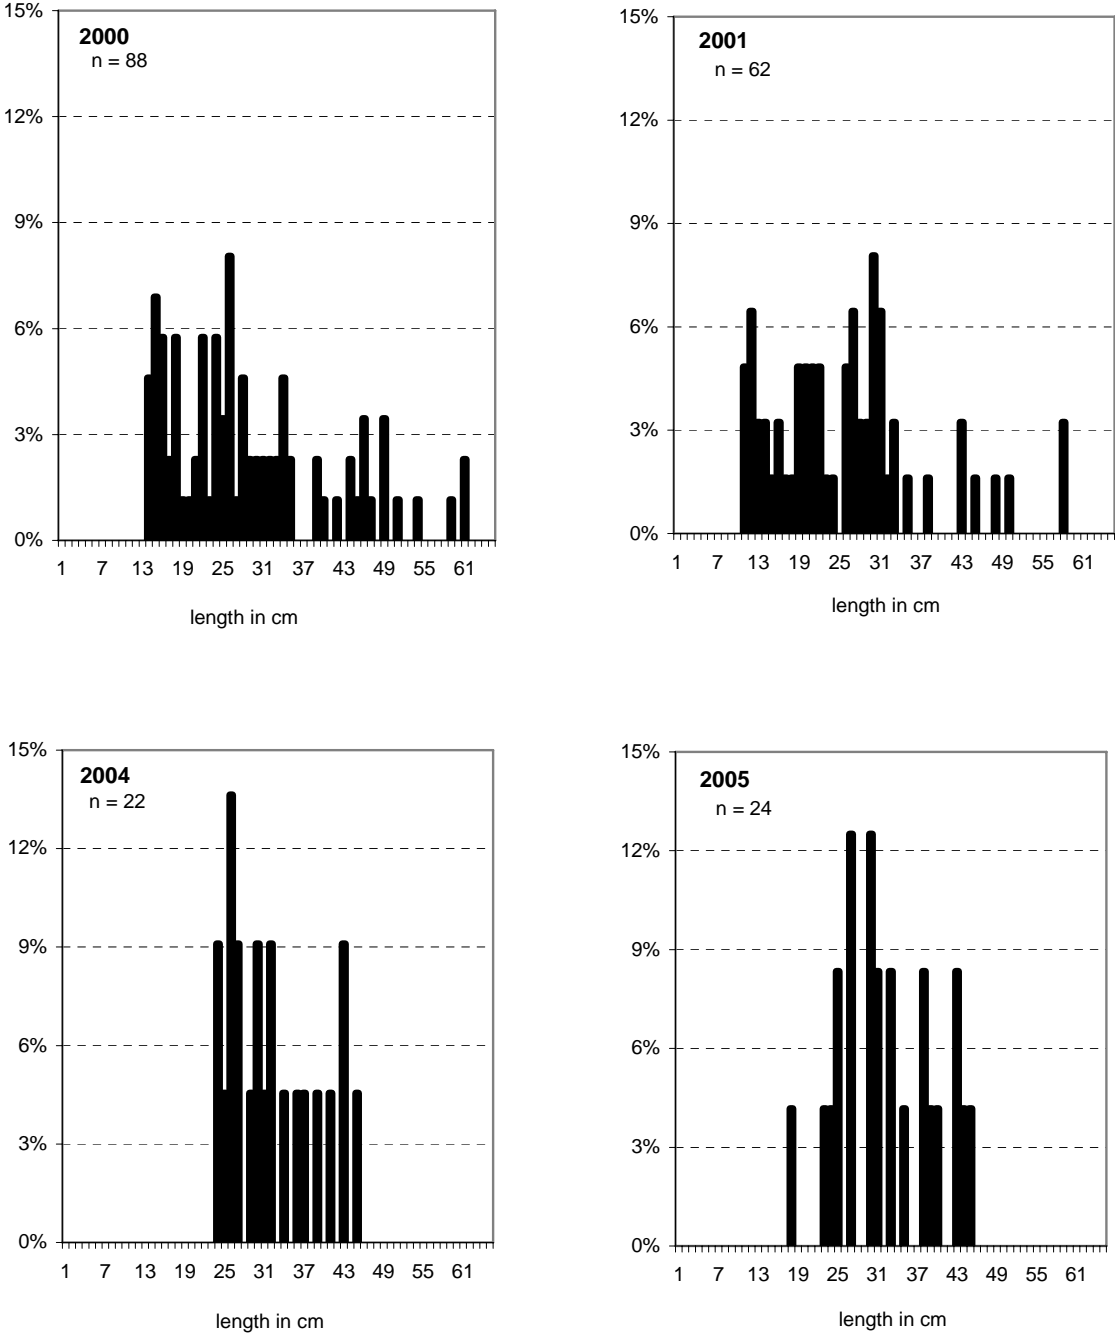 15%
2000
n = 88
12%
9%
6%
3%
0%
1 7 13 19 25 31 37 43 49 55 61
length in cm
15%
2001
n = 62
12%
9%
6%
3%
0%
1 7 13 19 25 31 37 43 49 55 61
length in cm
15%
2004
n = 22
12%
9%
6%
3%
0%
1 7 13 19 25 31 37 43 49 55 61
length in cm
15%
2005
n = 24
12%
9%
6%
3%
0%
1 7 13 19 25 31 37 43 49 55 61
length in cm